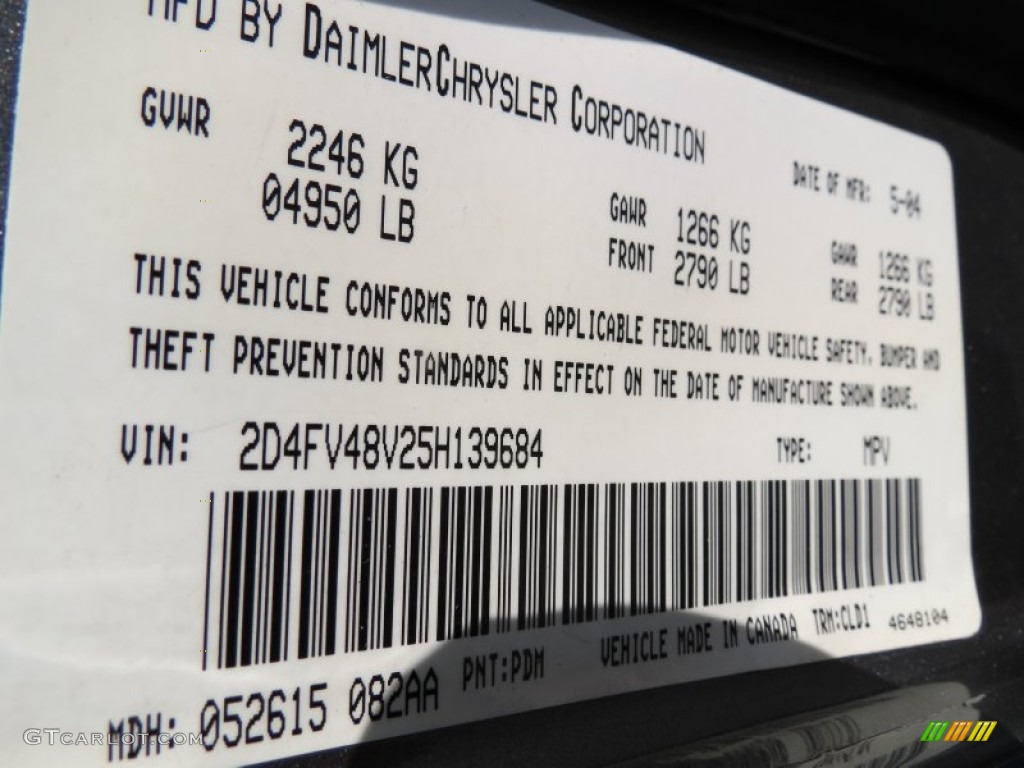 MFD BY DAIMLERCHRYSLER CORPORATION
DATE OF MFR: 5-04
GVWR
2246 KG
04950 LB
GAWR 1266 KG
FRONT 2790 LB
GAWR 1266 KG
REAR 2790 LB
THIS VEHICLE CONFORMS TO ALL APPLICABLE FEDERAL MOTOR VEHICLE SAFETY, BUMPER AND
THEFT PREVENTION STANDARDS IN EFFECT ON THE DATE OF MANUFACTURE SHOWN ABOVE.
VIN: 2D4FV48V25H139684
TYPE: MPV
MDH: 052615 082AA PNT:PDM VEHICLE MADE IN CANADA TRM:CLD1 4648104
GTCARLOT.COM